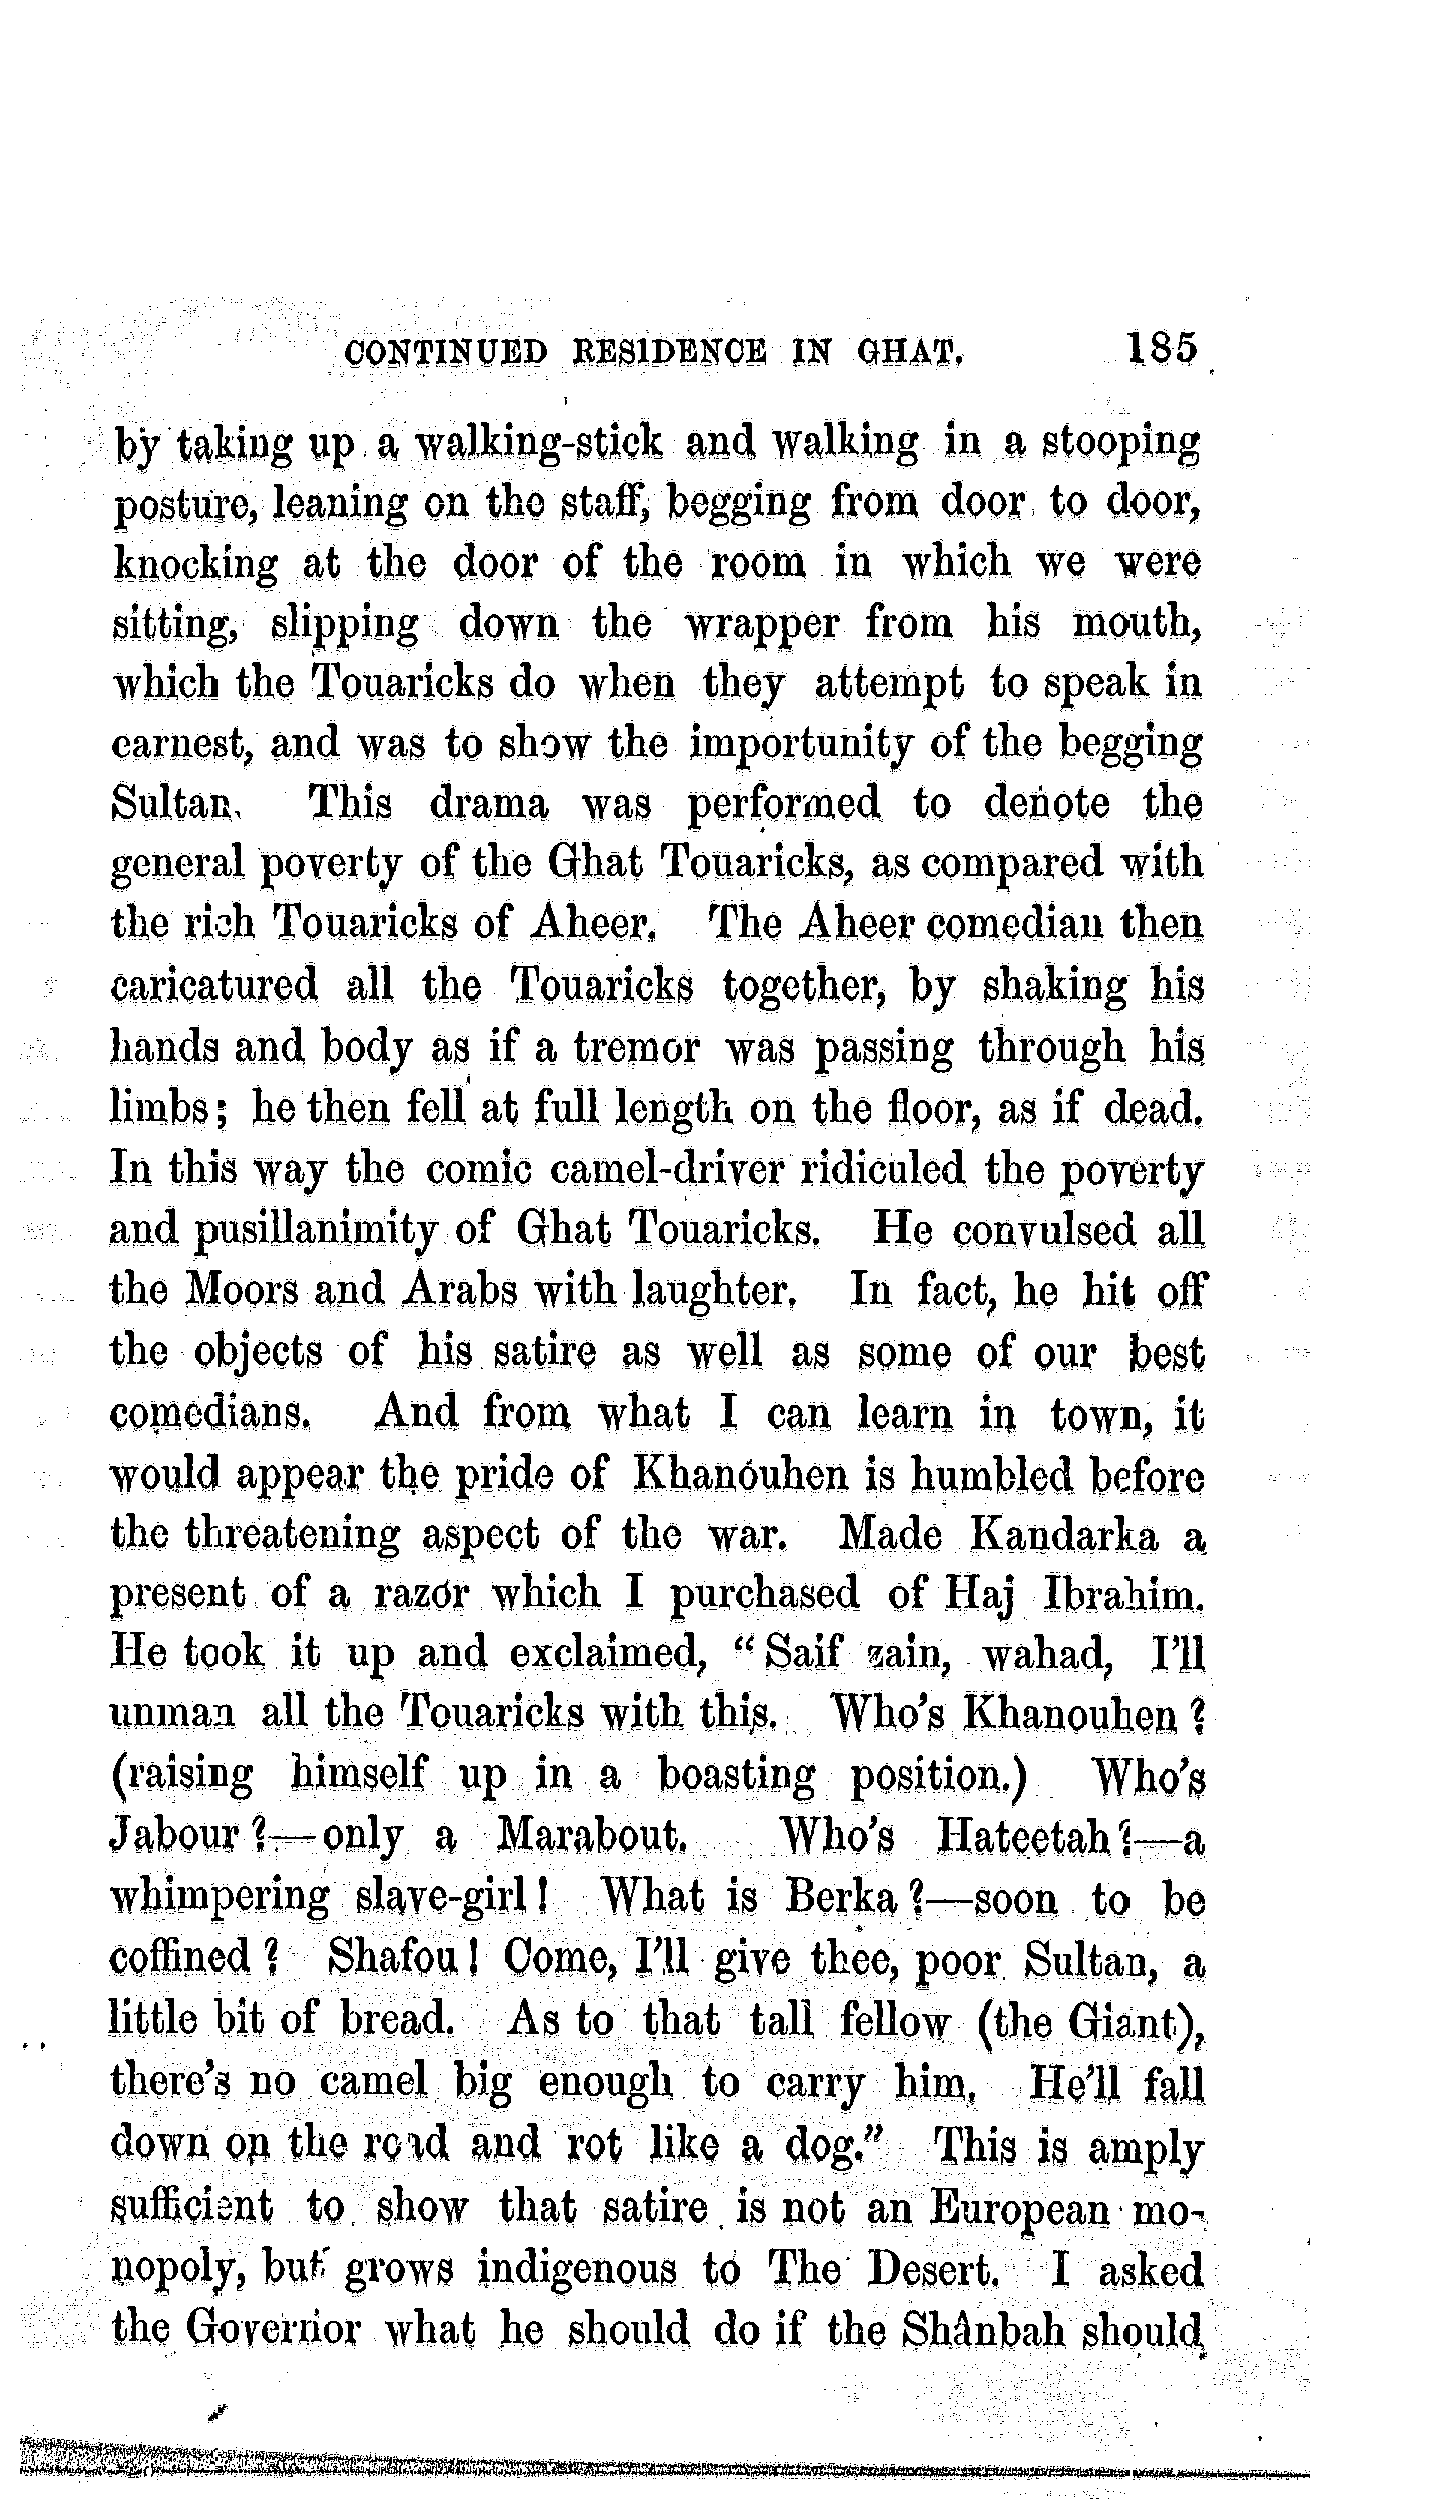 CONTINUED RESIDENCE IN GHAT. 185
by taking up a walking-stick and walking in a stooping
posture, leaning on the staff, begging from door to door,
knocking at the door of the room in which we were
sitting, slipping down the wrapper from his mouth,
which the Touaricks do when they attempt to speak in
earnest, and was to show the importunity of the begging
Sultan. This drama was performed to denote the
general poverty of the Ghat Touaricks, as compared with
the rich Touaricks of Aheer. The Aheer comedian then
caricatured all the Touaricks together, by shaking his
hands and body as if a tremor was passing through his
limbs; he then fell at full length on the floor, as if dead.
In this way the comic camel-driver ridiculed the poverty
and pusillanimity of Ghat Touaricks. He convulsed all
the Moors and Arabs with laughter. In fact, he hit off
the objects of his satire as well as some of our best
comedians. And from what I can learn in town, it
would appear the pride of Khanouhen is humbled before
the threatening aspect of the war. Made Kandarka a
present of a razor which I purchased of Haj Ibrahim.
He took it up and exclaimed, "Saif zain, wahad, I'll
unman all the Touaricks with this. Who's Khanouhen?
(raising himself up in a boasting position.) Who's
Jabour?—only a Marabout. Who's Hateetah?—a
whimpering slave-girl! What is Berka?—soon to be
coffined? Shafou! Come, I'll give thee, poor Sultan, a
little bit of bread. As to that tall fellow (the Giant),
there's no camel big enough to carry him. He'll fall
down on the road and rot like a dog." This is amply
sufficient to show that satire is not an European mo-
nopoly, but grows indigenous to The Desert. I asked
the Governor what he should do if the Shânbah should